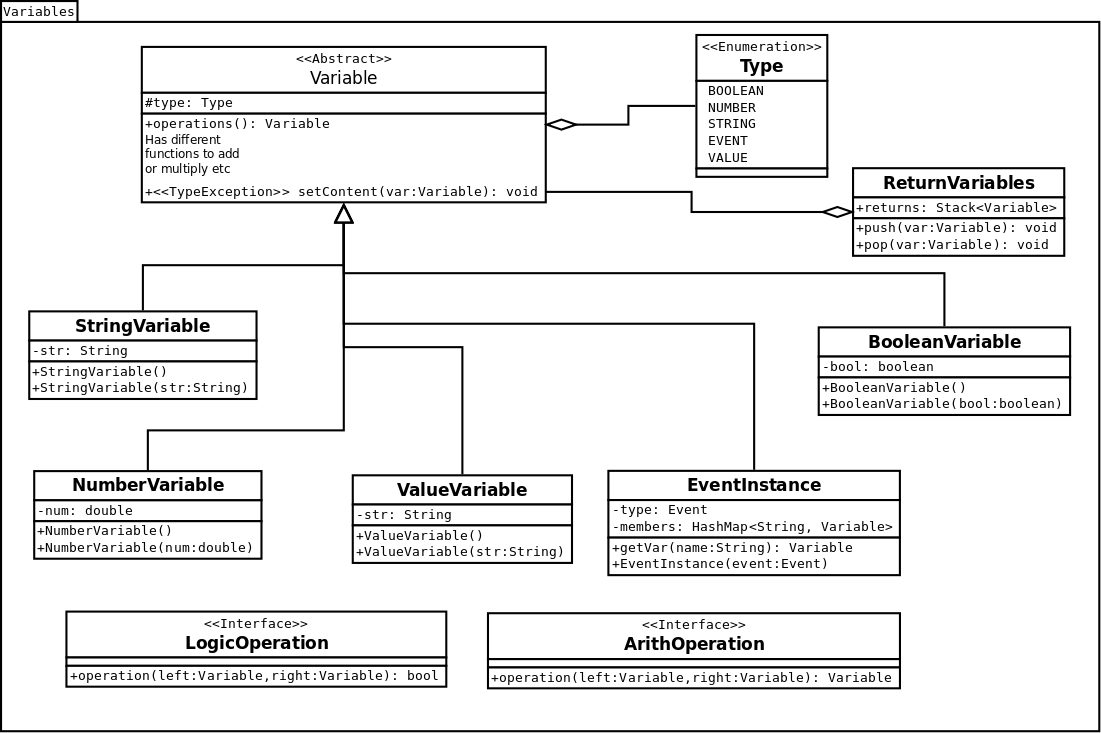 Variables
<<Abstract>>
Variable
#type: Type
+operations(): Variable
Has different
functions to add
or multiply etc
+<<TypeException>> setContent(var:Variable): void
<<Enumeration>>
Type
BOOLEAN
NUMBER
STRING
EVENT
VALUE
ReturnVariables
+returns: Stack<Variable>
+push(var:Variable): void
+pop(var:Variable): void
StringVariable
-str: String
+StringVariable()
+StringVariable(str:String)
BooleanVariable
-bool: boolean
+BooleanVariable()
+BooleanVariable(bool:boolean)
NumberVariable
-num: double
+NumberVariable()
+NumberVariable(num:double)
ValueVariable
-str: String
+ValueVariable()
+ValueVariable(str:String)
EventInstance
-type: Event
-members: HashMap<String, Variable>
+getVar(name:String): Variable
+EventInstance(event:Event)
<<Interface>>
LogicOperation
+operation(left:Variable,right:Variable): bool
<<Interface>>
ArithOperation
+operation(left:Variable,right:Variable): Variable